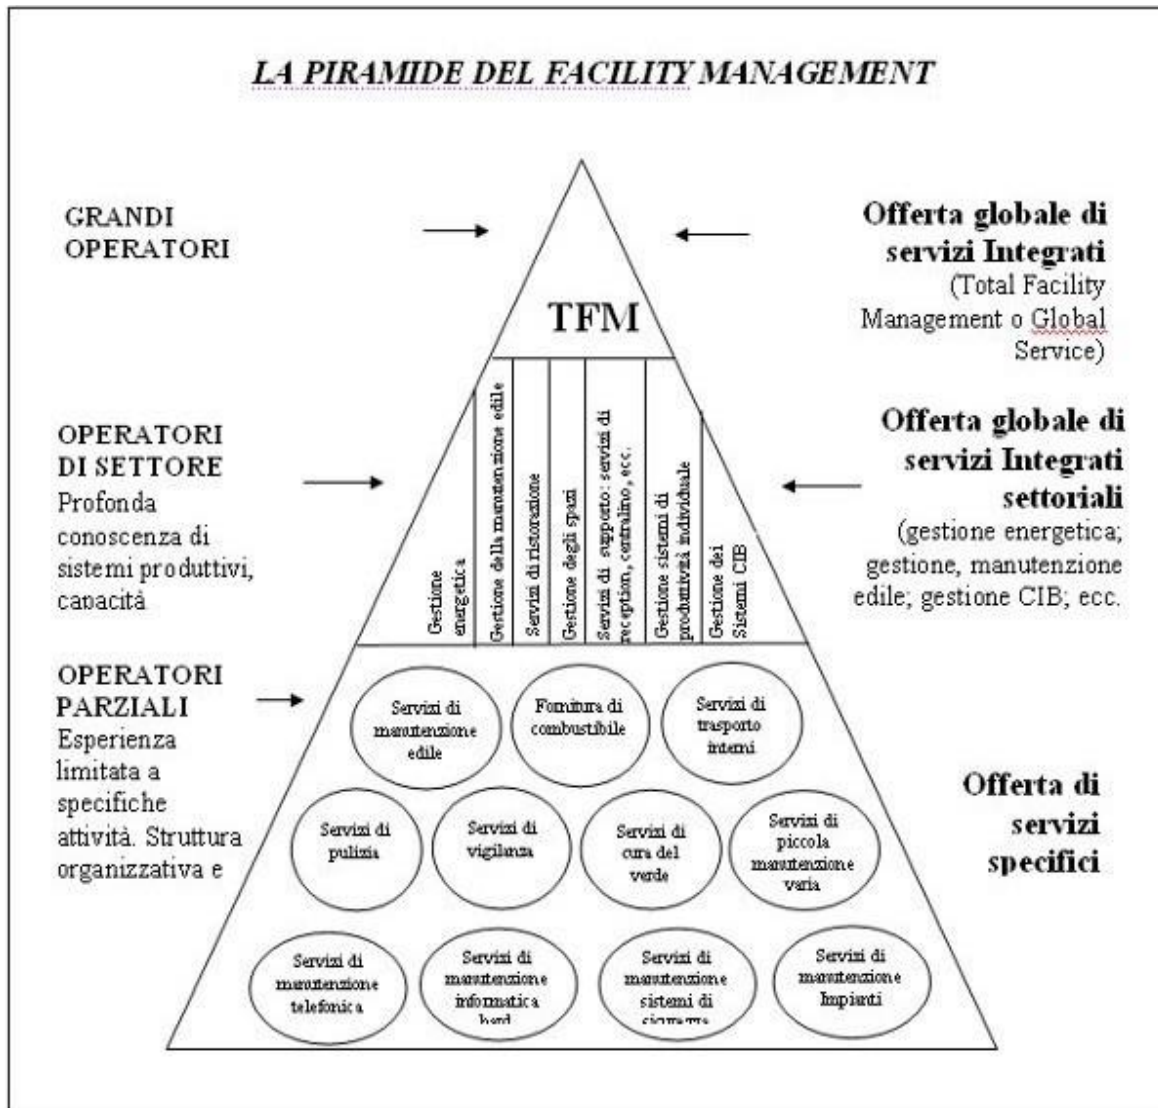 LA PIRAMIDE DEL FACILITY MANAGEMENT
GRANDI
OPERATORI
Offerta globale di
servizi Integrati
(Total Facility
Management o Global
Service)
TFM
OPERATORI
DI SETTORE
Profonda
conoscenza di
sistemi produttivi,
capacità
Gestione
energetica
Gestione della manutenzione edile
Servizi di ristorazione
Gestione degli spazi
Servizi di supporto: servizi di
reception, centralino, ecc.
Gestione sistemi di
produttività individuale
Gestione dei
Sistemi CIB
Offerta globale di
servizi Integrati
settoriali
(gestione energetica;
gestione, manutenzione
edile; gestione CIB; ecc.
OPERATORI
PARZIALI
Esperienza
limitata a
specifiche
attività. Struttura
organizzativa e
Servizi di
manutenzione
edile
Fornitura di
combustibile
Servizi di
trasporto
interni
Servizi di
pulizia
Servizi di
vigilanza
Servizi di
cura del
verde
Servizi di
piccola
manutenzione
varia
Offerta di
servizi
specifici
Servizi di
manutenzione
telefonica
Servizi di
manutenzione
informatica
Servizi di
manutenzione
sistemi di
sicurezza
Servizi di
manutenzione
Impianti